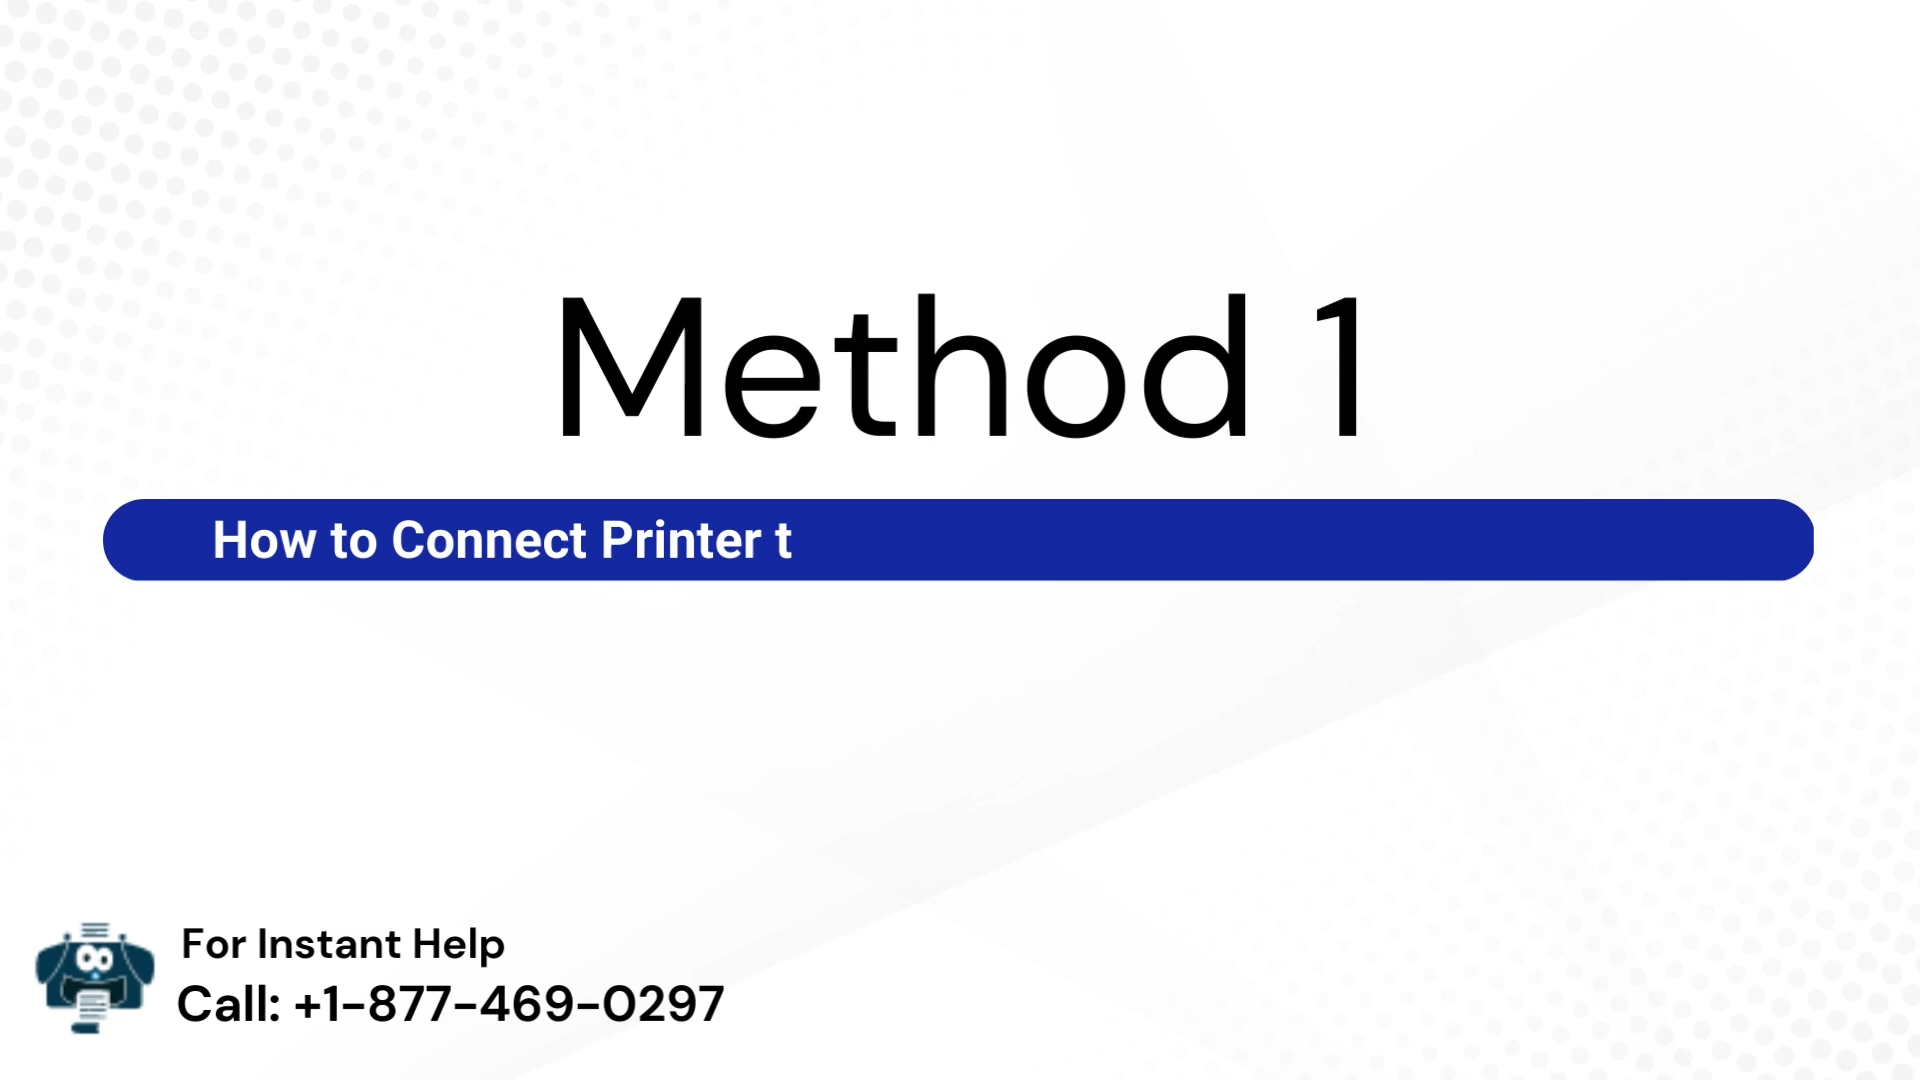 Method 1
How to Connect Printer t
For Instant Help
Call: +1-877-469-0297